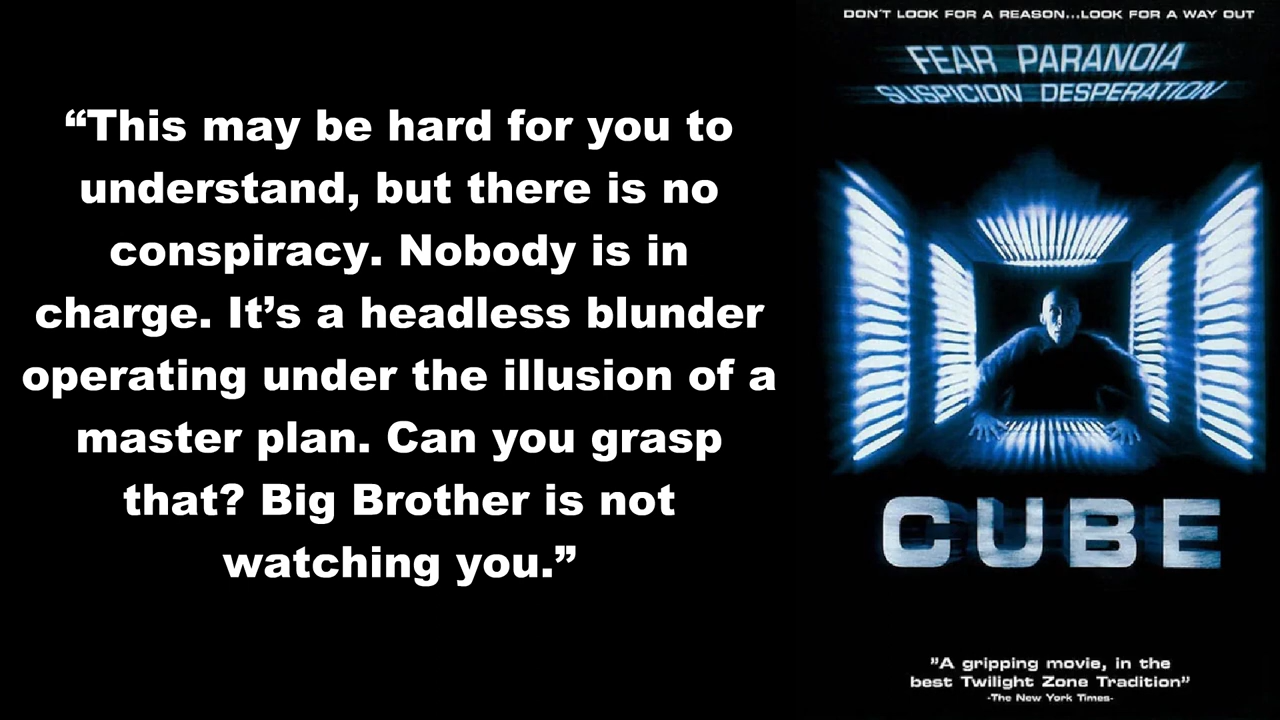 “This may be hard for you to
understand, but there is no
conspiracy. Nobody is in
charge. It’s a headless blunder
operating under the illusion of a
master plan. Can you grasp
that? Big Brother is not
watching you.”
DON'T LOOK FOR A REASON...LOOK FOR A WAY OUT
FEAR PARANOIA
SUSPICION DESPERATION
CUBE
”A gripping movie, in the
best Twilight Zone Tradition”
-The New York Times-